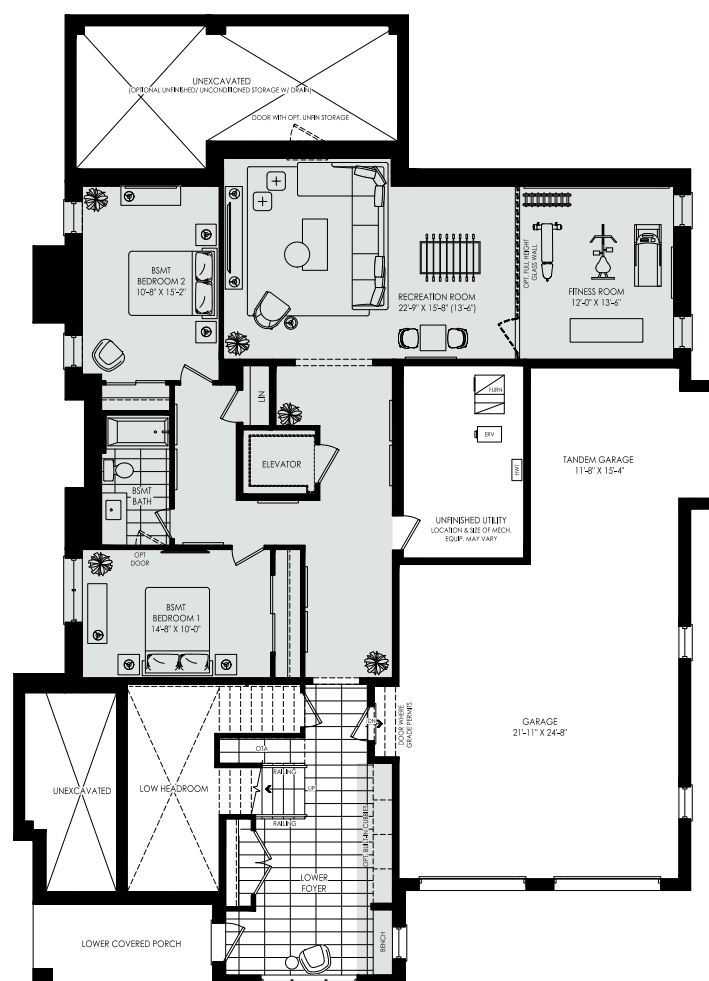 UNEXCAVATED
(OPTIONAL UNFINISHED/ UNCONDITIONED STORAGE W/ DRAIN)
DOOR WITH OPT. UNFIN STORAGE
BSMT
BEDROOM 2
10'-8" X 15'-2"
RECREATION ROOM
22'-9" X 15'-8" (13'-6")
OPT. FULL HEIGHT
GLASS WALL
FITNESS ROOM
12'-0" X 13'-6"
LIN
FURN
ERV
HWT
ELEVATOR
TANDEM GARAGE
11'-8" X 15'-4"
BSMT
BATH
UNFINISHED UTILITY
LOCATION & SIZE OF MECH.
EQUIP. MAY VARY
OPT
DOOR
BSMT
BEDROOM 1
14'-8" X 10'-0"
DN
DOOR WHERE
GRADE PERMITS
GARAGE
21'-11" X 24'-8"
OTA
RAILING
UP
RAILING
UNEXCAVATED
LOW HEADROOM
OPT. BUILT-IN CUBBIES
LOWER
FOYER
LOWER COVERED PORCH
BENCH